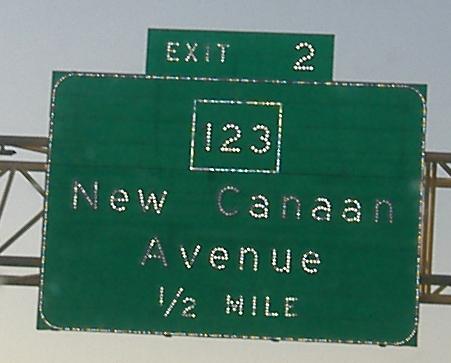 EXIT 2
123
New Canaan
Avenue
1/2 MILE